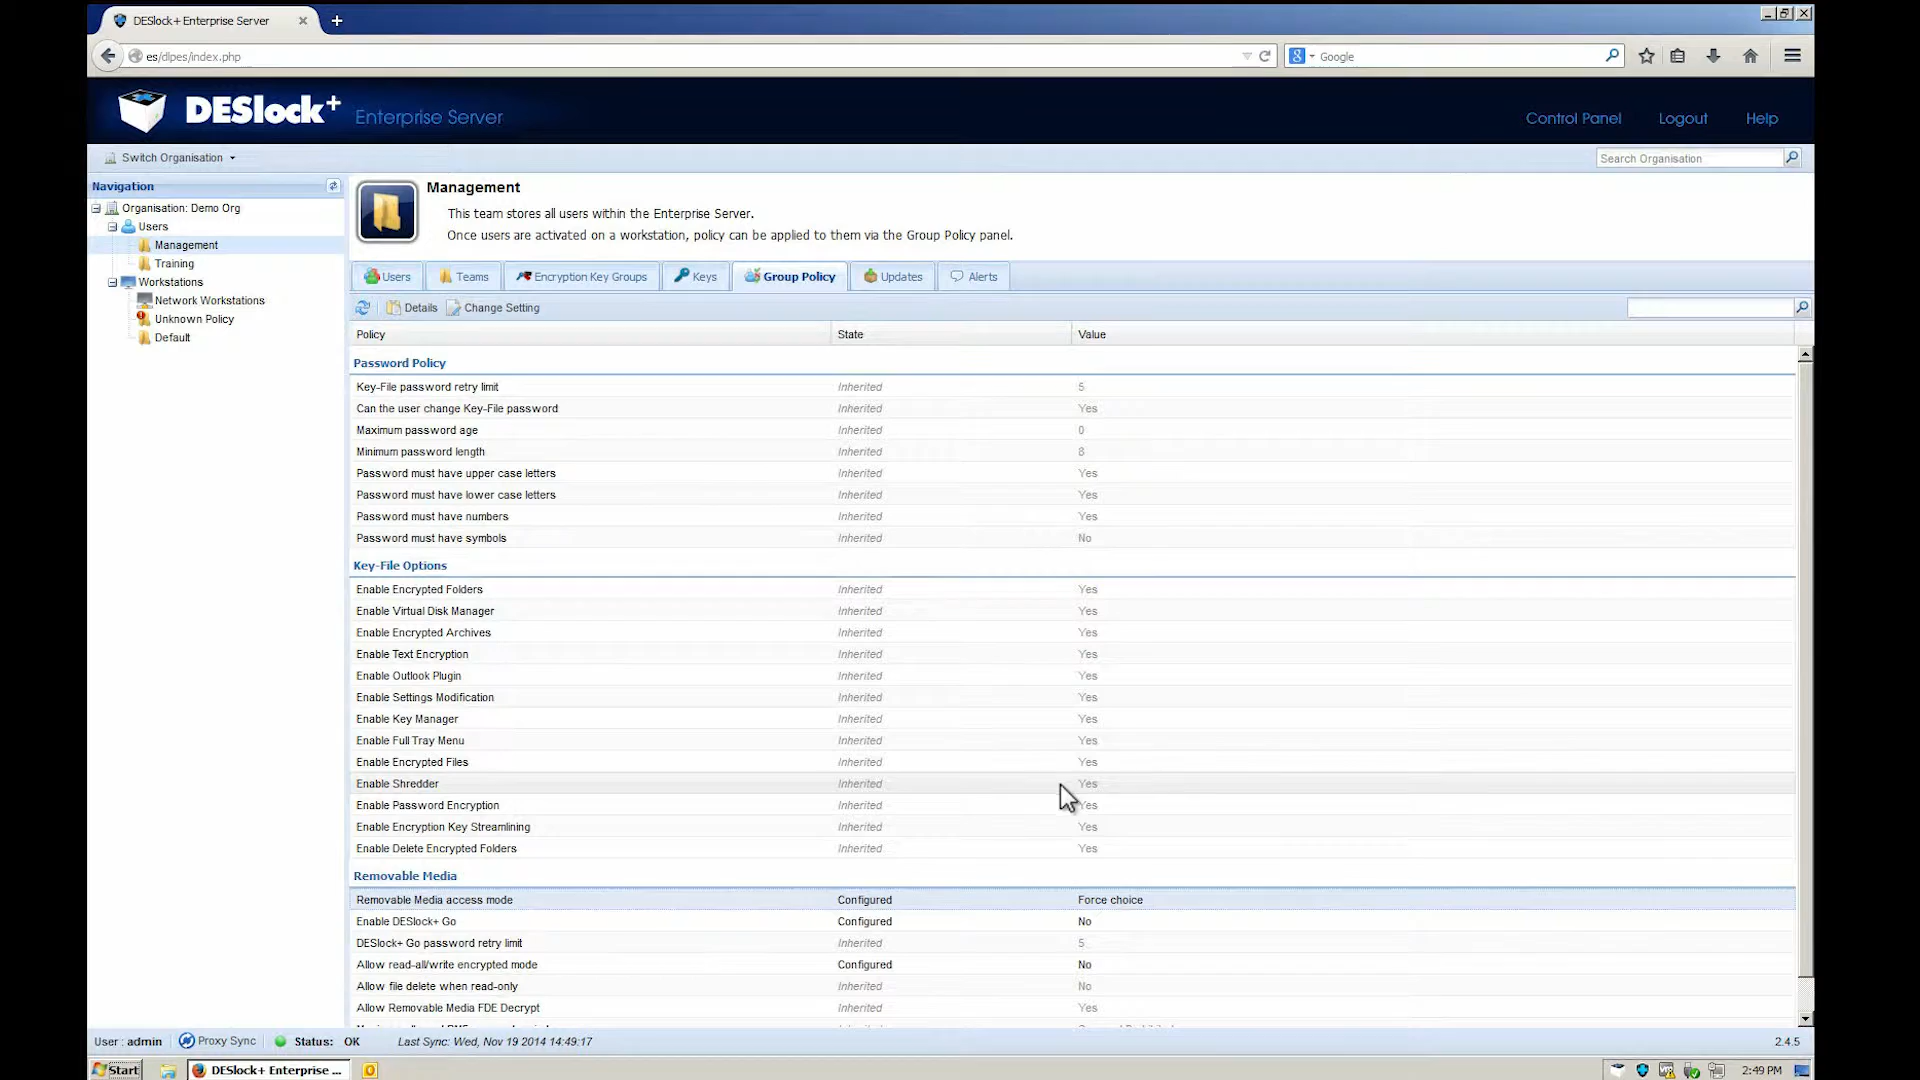 DESlock+ Enterprise Server
es/dlpes/index.php
Google
DESlock+ Enterprise Server
Control Panel Logout Help
Switch Organisation
Search Organisation
Navigation
Organisation: Demo Org
Users
Management
Training
Workstations
Network Workstations
Unknown Policy
Default
Management
This team stores all users within the Enterprise Server.
Once users are activated on a workstation, policy can be applied to them via the Group Policy panel.
Users Teams Encryption Key Groups Keys Group Policy Updates Alerts
Details Change Setting
Policy State Value
Password Policy
Key-File password retry limit Inherited 5
Can the user change Key-File password Inherited Yes
Maximum password age Inherited 0
Minimum password length Inherited 8
Password must have upper case letters Inherited Yes
Password must have lower case letters Inherited Yes
Password must have numbers Inherited Yes
Password must have symbols Inherited No
Key-File Options
Enable Encrypted Folders Inherited Yes
Enable Virtual Disk Manager Inherited Yes
Enable Encrypted Archives Inherited Yes
Enable Text Encryption Inherited Yes
Enable Outlook Plugin Inherited Yes
Enable Settings Modification Inherited Yes
Enable Key Manager Inherited Yes
Enable Full Tray Menu Inherited Yes
Enable Encrypted Files Inherited Yes
Enable Shredder Inherited Yes
Enable Password Encryption Inherited Yes
Enable Encryption Key Streamlining Inherited Yes
Enable Delete Encrypted Folders Inherited Yes
Removable Media
Removable Media access mode Configured Force choice
Enable DESlock+ Go Configured No
DESlock+ Go password retry limit Inherited 5
Allow read-all/write encrypted mode Configured No
Allow file delete when read-only Inherited No
Allow Removable Media FDE Decrypt Inherited Yes
User : admin Proxy Sync Status: OK Last Sync: Wed, Nov 19 2014 14:49:17 2.4.5
Start DESlock+ Enterprise ... 2:49 PM